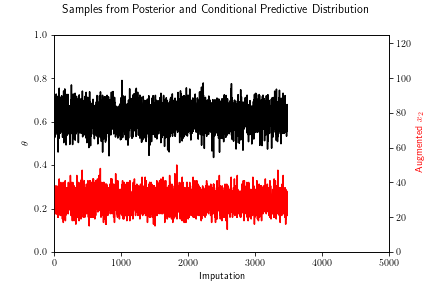 Samples from Posterior and Conditional Predictive Distribution
1.0
0.8
0.6
0.4
0.2
0.0
θ
120
100
80
60
40
20
0
Augmented x₂
0 1000 2000 3000 4000 5000
Imputation